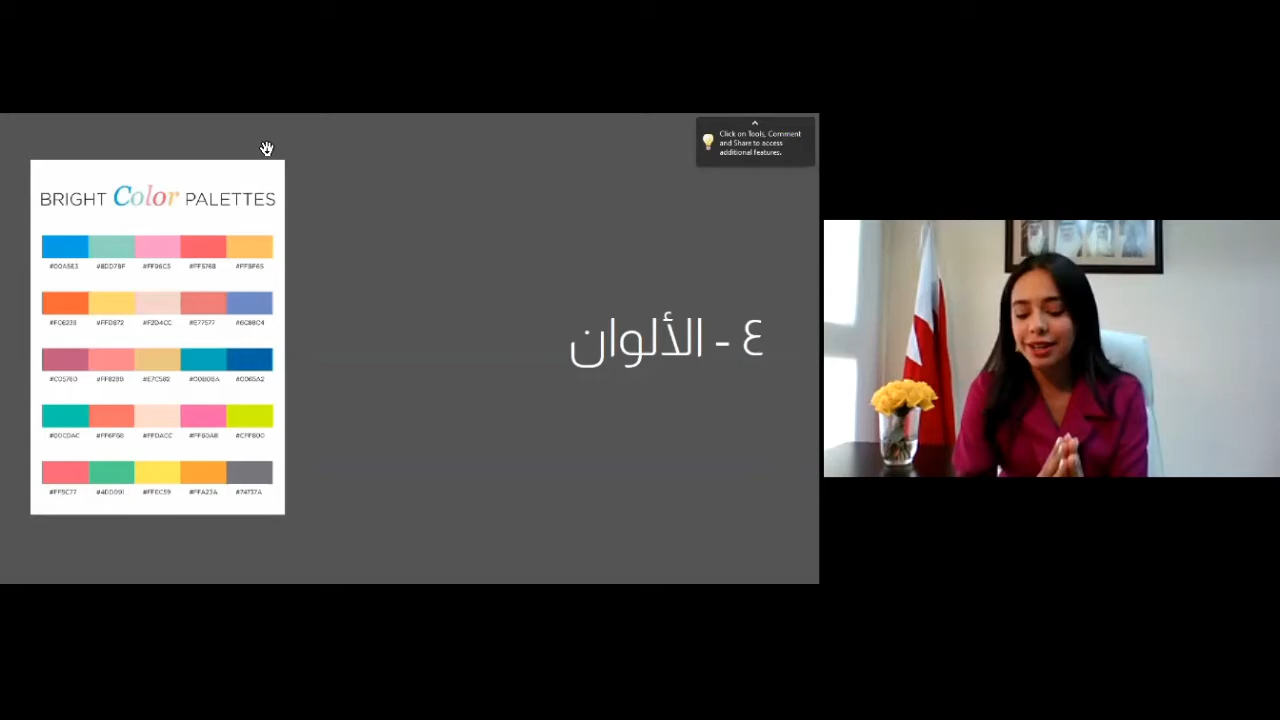 Click on Tools, Comment
and Share to access
additional features.
BRIGHT Color PALETTES
٤ - الألوان
#00A5E3 #8DD7BF #FF96C5 #FF5768 #FFBF65
#FC6238 #FFD872 #F2D4CC #E77577 #6C88C4
#C05780 #FF828B #E7C582 #00B0BA #0065A2
#00CDAC #FF6F68 #FFDACC #FF60A8 #CFF800
#FF5C77 #4DD091 #FFEC59 #FFA23A #74737A